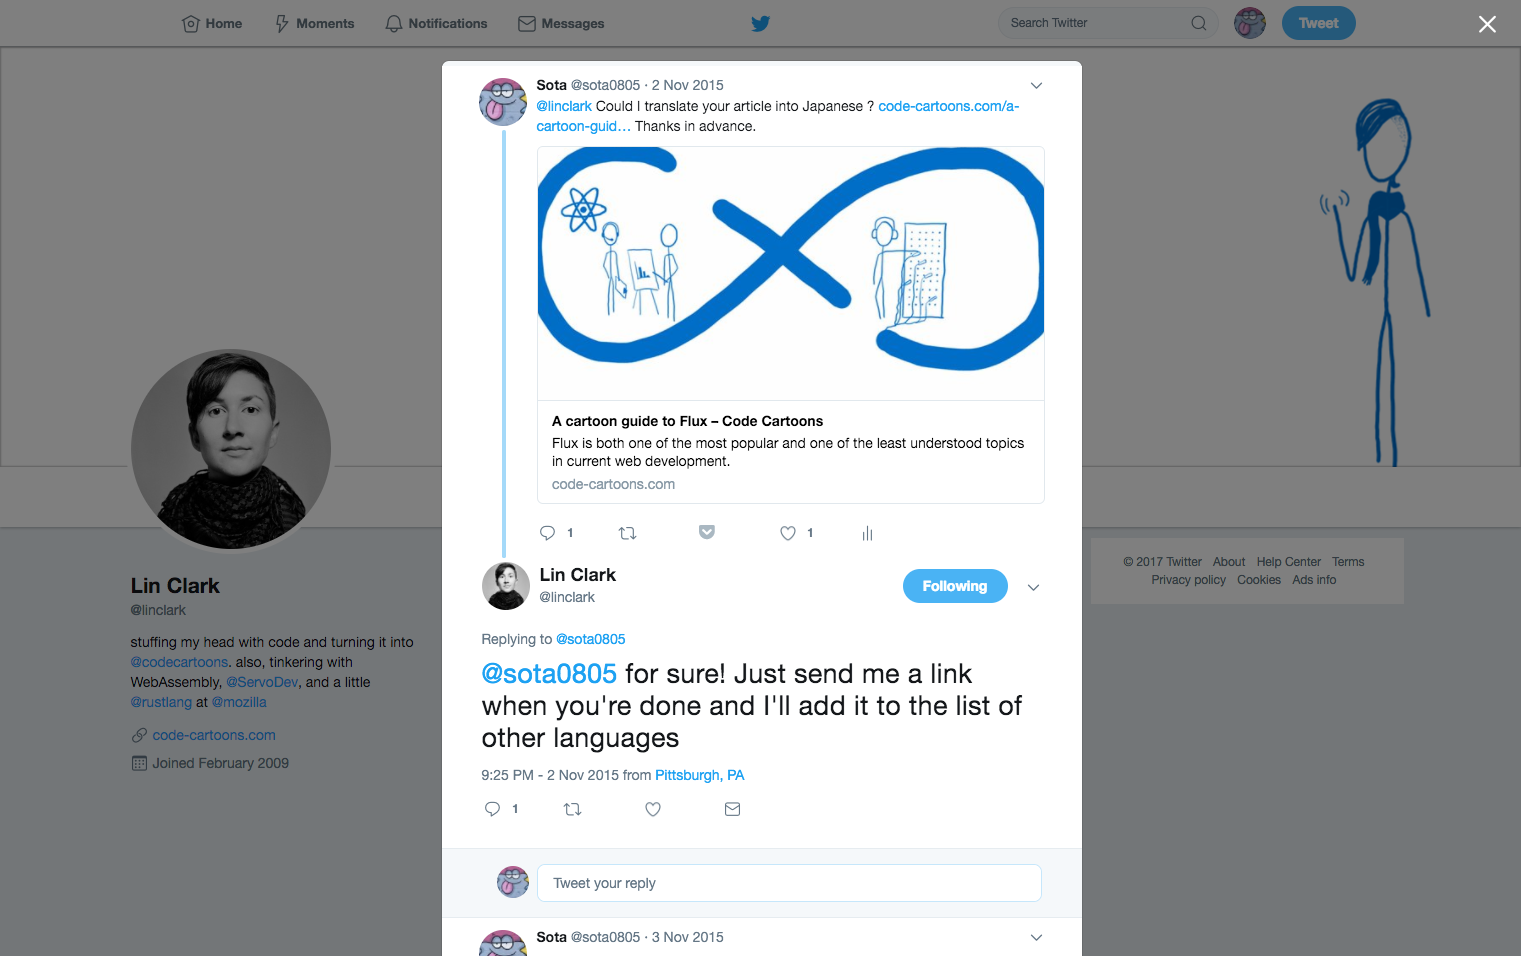 Home Moments Notifications Messages Search Twitter Tweet
Sota @sota0805 · 2 Nov 2015
@linclark Could I translate your article into Japanese ? code-cartoons.com/a-
cartoon-guid… Thanks in advance.
A cartoon guide to Flux – Code Cartoons
Flux is both one of the most popular and one of the least understood topics
in current web development.
code-cartoons.com
1 1
Lin Clark
@linclark
Following
Replying to @sota0805
@sota0805 for sure! Just send me a link
when you're done and I'll add it to the list of
other languages
9:25 PM - 2 Nov 2015 from Pittsburgh, PA
1
Tweet your reply
Sota @sota0805 · 3 Nov 2015
Lin Clark
@linclark
stuffing my head with code and turning it into
@codecartoons. also, tinkering with
WebAssembly, @ServoDev, and a little
@rustlang at @mozilla
code-cartoons.com
Joined February 2009
© 2017 Twitter About Help Center Terms
Privacy policy Cookies Ads info